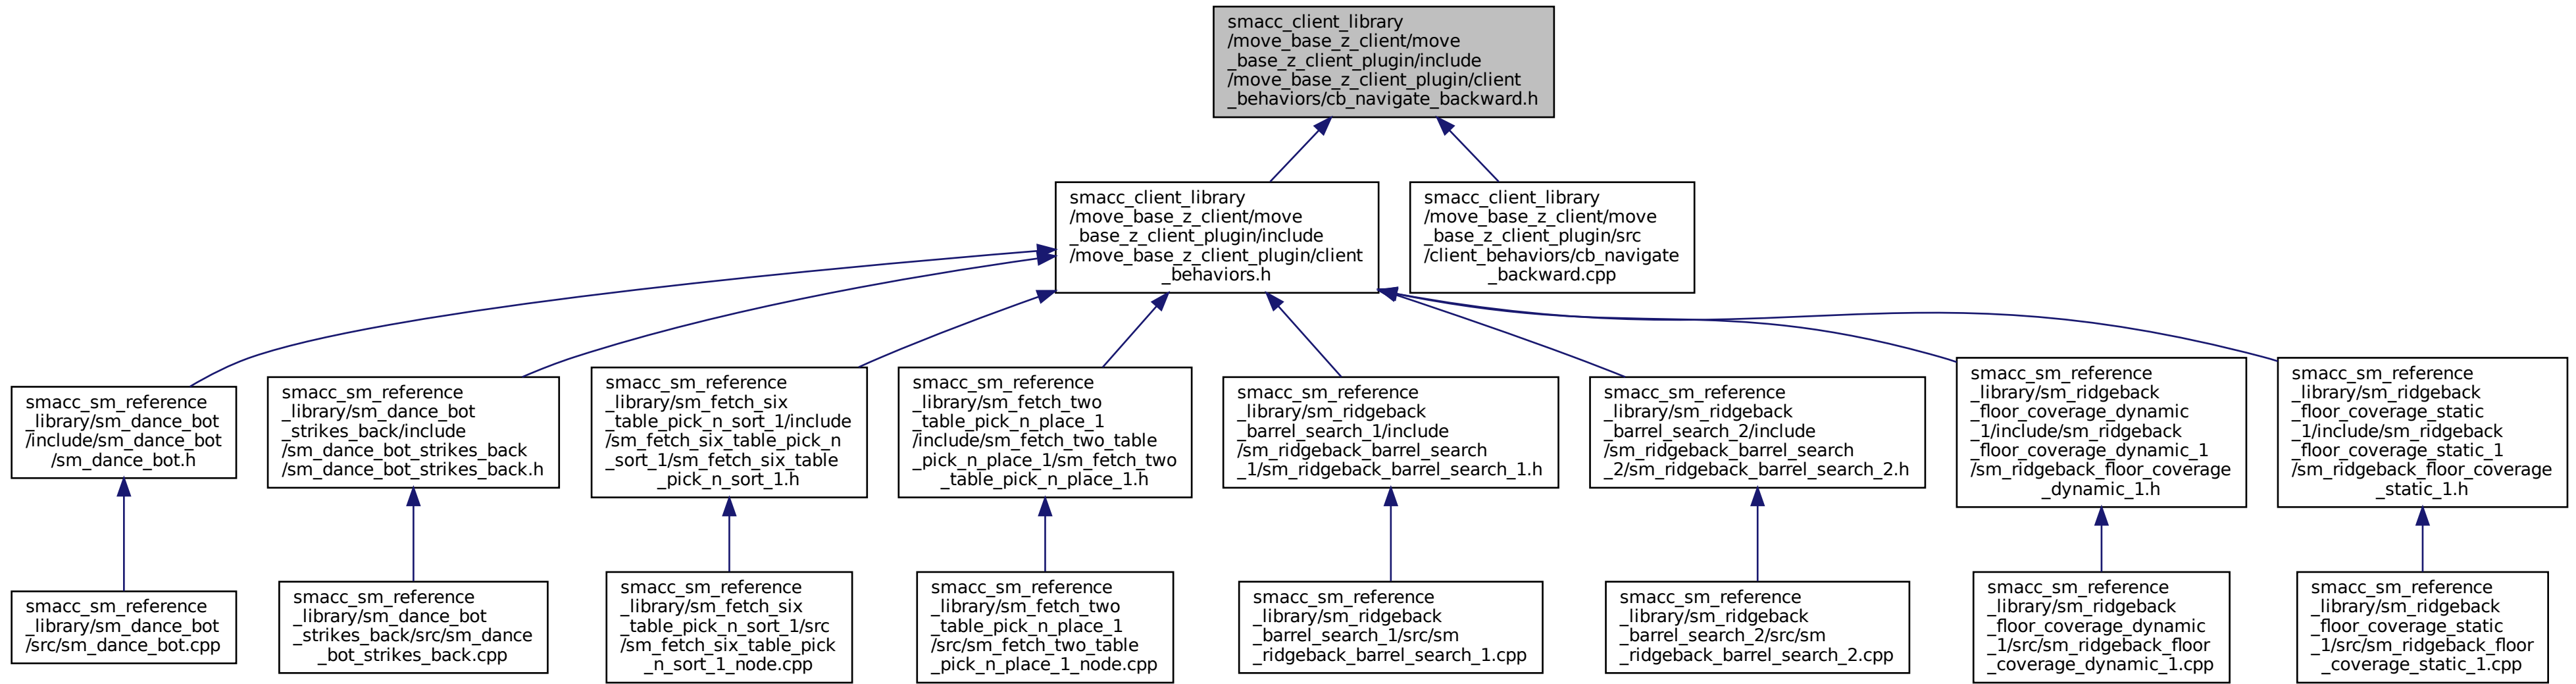 smacc_client_library
/move_base_z_client/move
_base_z_client_plugin/include
/move_base_z_client_plugin/client
_behaviors/cb_navigate_backward.h
smacc_client_library
/move_base_z_client/move
_base_z_client_plugin/include
/move_base_z_client_plugin/client
_behaviors.h
smacc_client_library
/move_base_z_client/move
_base_z_client_plugin/src
/client_behaviors/cb_navigate
_backward.cpp
smacc_sm_reference
_library/sm_dance_bot
/include/sm_dance_bot
/sm_dance_bot.h
smacc_sm_reference
_library/sm_dance_bot
_strikes_back/include
/sm_dance_bot_strikes_back
/sm_dance_bot_strikes_back.h
smacc_sm_reference
_library/sm_fetch_six
_table_pick_n_sort_1/include
/sm_fetch_six_table_pick_n
_sort_1/sm_fetch_six_table
_pick_n_sort_1.h
smacc_sm_reference
_library/sm_fetch_two
_table_pick_n_place_1
/include/sm_fetch_two_table
_pick_n_place_1/sm_fetch_two
_table_pick_n_place_1.h
smacc_sm_reference
_library/sm_ridgeback
_barrel_search_1/include
/sm_ridgeback_barrel_search
_1/sm_ridgeback_barrel_search_1.h
smacc_sm_reference
_library/sm_ridgeback
_barrel_search_2/include
/sm_ridgeback_barrel_search
_2/sm_ridgeback_barrel_search_2.h
smacc_sm_reference
_library/sm_ridgeback
_floor_coverage_dynamic
_1/include/sm_ridgeback
_floor_coverage_dynamic_1
/sm_ridgeback_floor_coverage
_dynamic_1.h
smacc_sm_reference
_library/sm_ridgeback
_floor_coverage_static
_1/include/sm_ridgeback
_floor_coverage_static_1
/sm_ridgeback_floor_coverage
_static_1.h
smacc_sm_reference
_library/sm_dance_bot
/src/sm_dance_bot.cpp
smacc_sm_reference
_library/sm_dance_bot
_strikes_back/src/sm_dance
_bot_strikes_back.cpp
smacc_sm_reference
_library/sm_fetch_six
_table_pick_n_sort_1/src
/sm_fetch_six_table_pick
_n_sort_1_node.cpp
smacc_sm_reference
_library/sm_fetch_two
_table_pick_n_place_1
/src/sm_fetch_two_table
_pick_n_place_1_node.cpp
smacc_sm_reference
_library/sm_ridgeback
_barrel_search_1/src/sm
_ridgeback_barrel_search_1.cpp
smacc_sm_reference
_library/sm_ridgeback
_barrel_search_2/src/sm
_ridgeback_barrel_search_2.cpp
smacc_sm_reference
_library/sm_ridgeback
_floor_coverage_dynamic
_1/src/sm_ridgeback_floor
_coverage_dynamic_1.cpp
smacc_sm_reference
_library/sm_ridgeback
_floor_coverage_static
_1/src/sm_ridgeback_floor
_coverage_static_1.cpp